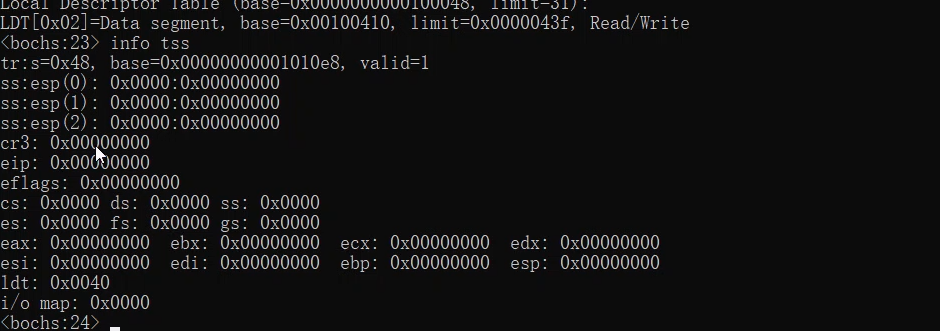 Local Descriptor Table (base=0x0000000000100048, limit=31):
LDT[0x02]=Data segment, base=0x00100410, limit=0x0000043f, Read/Write
<bochs:23> info tss
tr:s=0x48, base=0x00000000001010e8, valid=1
ss:esp(0): 0x0000:0x00000000
ss:esp(1): 0x0000:0x00000000
ss:esp(2): 0x0000:0x00000000
cr3: 0x00000000
eip: 0x00000000
eflags: 0x00000000
cs: 0x0000 ds: 0x0000 ss: 0x0000
es: 0x0000 fs: 0x0000 gs: 0x0000
eax: 0x00000000  ebx: 0x00000000  ecx: 0x00000000  edx: 0x00000000
esi: 0x00000000  edi: 0x00000000  ebp: 0x00000000  esp: 0x00000000
ldt: 0x0040
i/o map: 0x0000
<bochs:24>